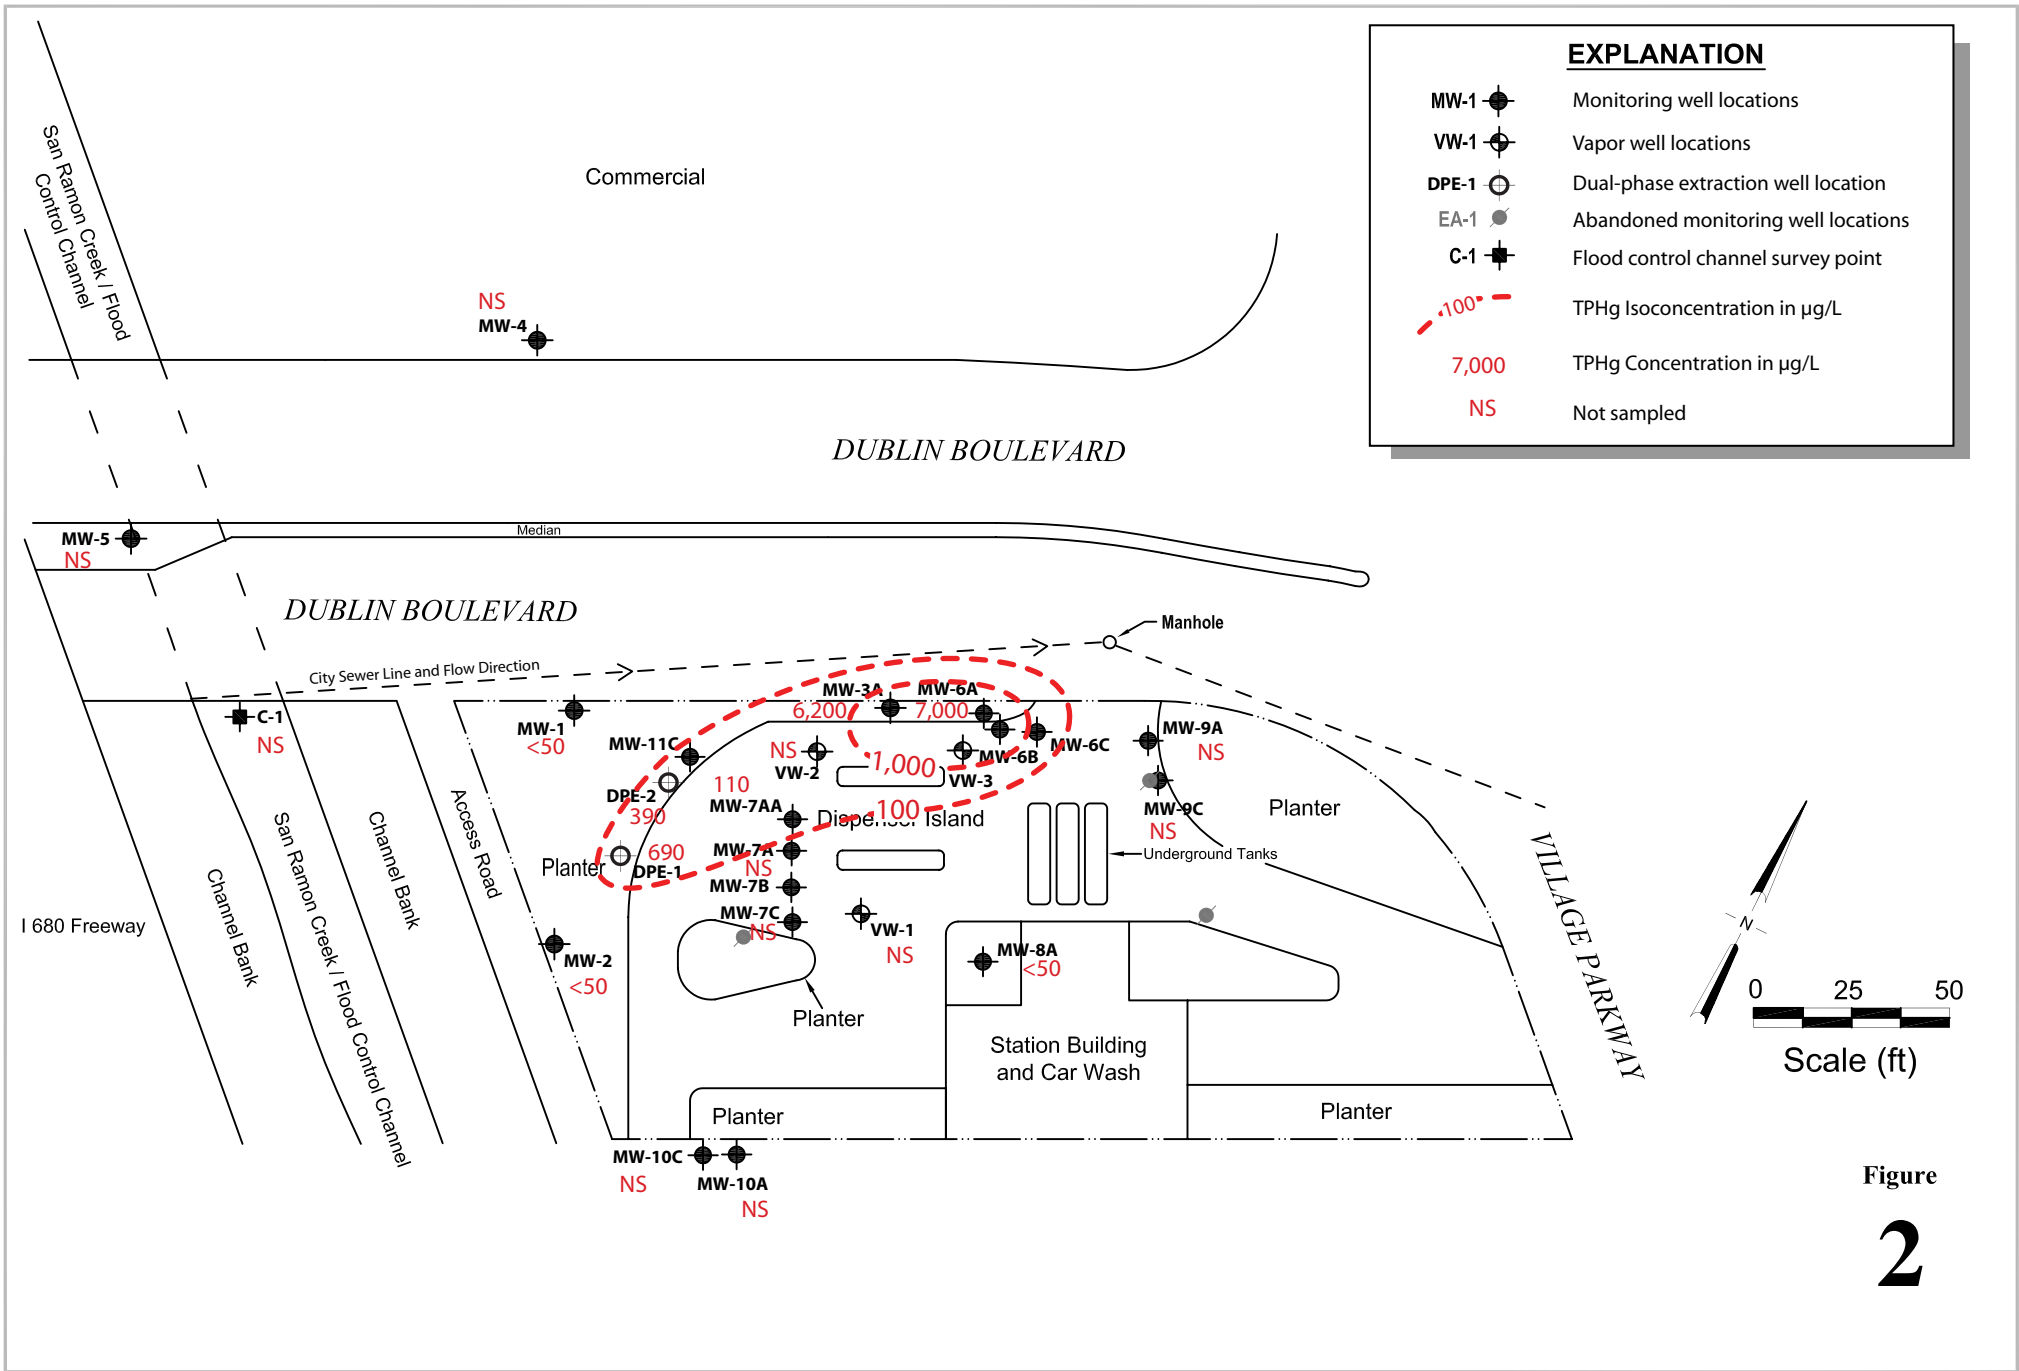 EXPLANATION
MW-1 Monitoring well locations
VW-1 Vapor well locations
DPE-1 Dual-phase extraction well location
EA-1 Abandoned monitoring well locations
C-1 Flood control channel survey point
100 TPHg Isoconcentration in µg/L
7,000 TPHg Concentration in µg/L
NS Not sampled
San Ramon Creek / Flood
Control Channel
Commercial
NS
MW-4
DUBLIN BOULEVARD
Median
MW-5
NS
DUBLIN BOULEVARD
Manhole
City Sewer Line and Flow Direction
C-1
NS
MW-1
<50
MW-3A
6,200
MW-6A
7,000
MW-11C
NS
VW-2
1,000
MW-6B
MW-6C
VW-3
MW-9A
NS
MW-9C
NS
DPE-2
390
110
MW-7AA
100
Dispenser Island
Planter
Planter
690
DPE-1
MW-7A
NS
MW-7B
MW-7C
NS
Underground Tanks
VW-1
NS
MW-8A
<50
MW-2
<50
Planter
I 680 Freeway
Channel Bank
San Ramon Creek / Flood Control Channel
Channel Bank
Access Road
VILLAGE PARKWAY
N
0 25 50
Scale (ft)
Station Building
and Car Wash
Planter
Planter
MW-10C
NS
MW-10A
NS
Figure
2